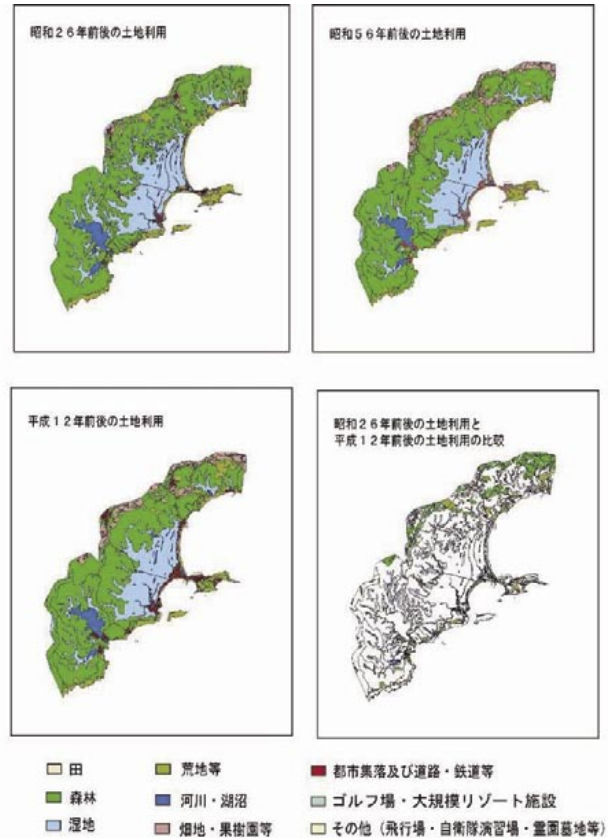 昭和２６年前後の土地利用
昭和５６年前後の土地利用
平成１２年前後の土地利用
昭和２６年前後の土地利用と
平成１２年前後の土地利用の比較
田
荒地等
都市集落及び道路・鉄道等
森林
河川・湖沼
ゴルフ場・大規模リゾート施設
湿地
畑地・果樹園等
その他（飛行場・自衛隊演習場・霊園墓地等）